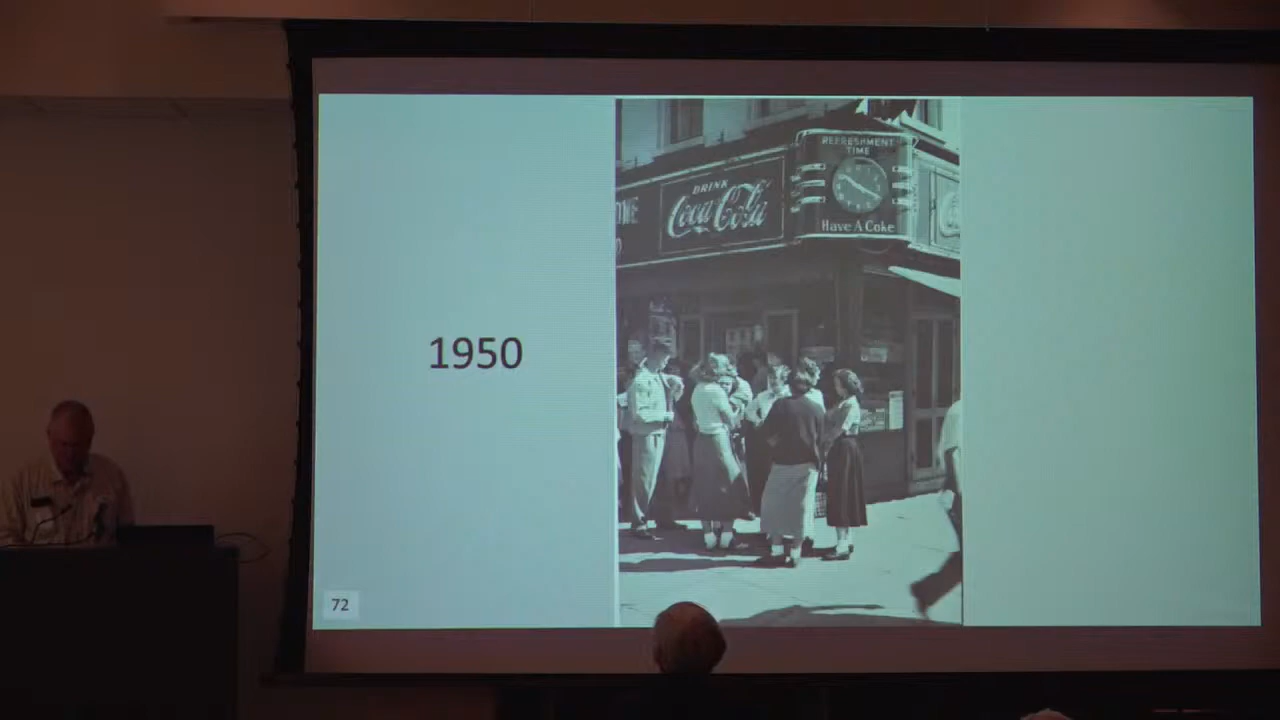 1950
REFRESHMENT
TIME
DRINK
Coca-Cola
Have A Coke
72